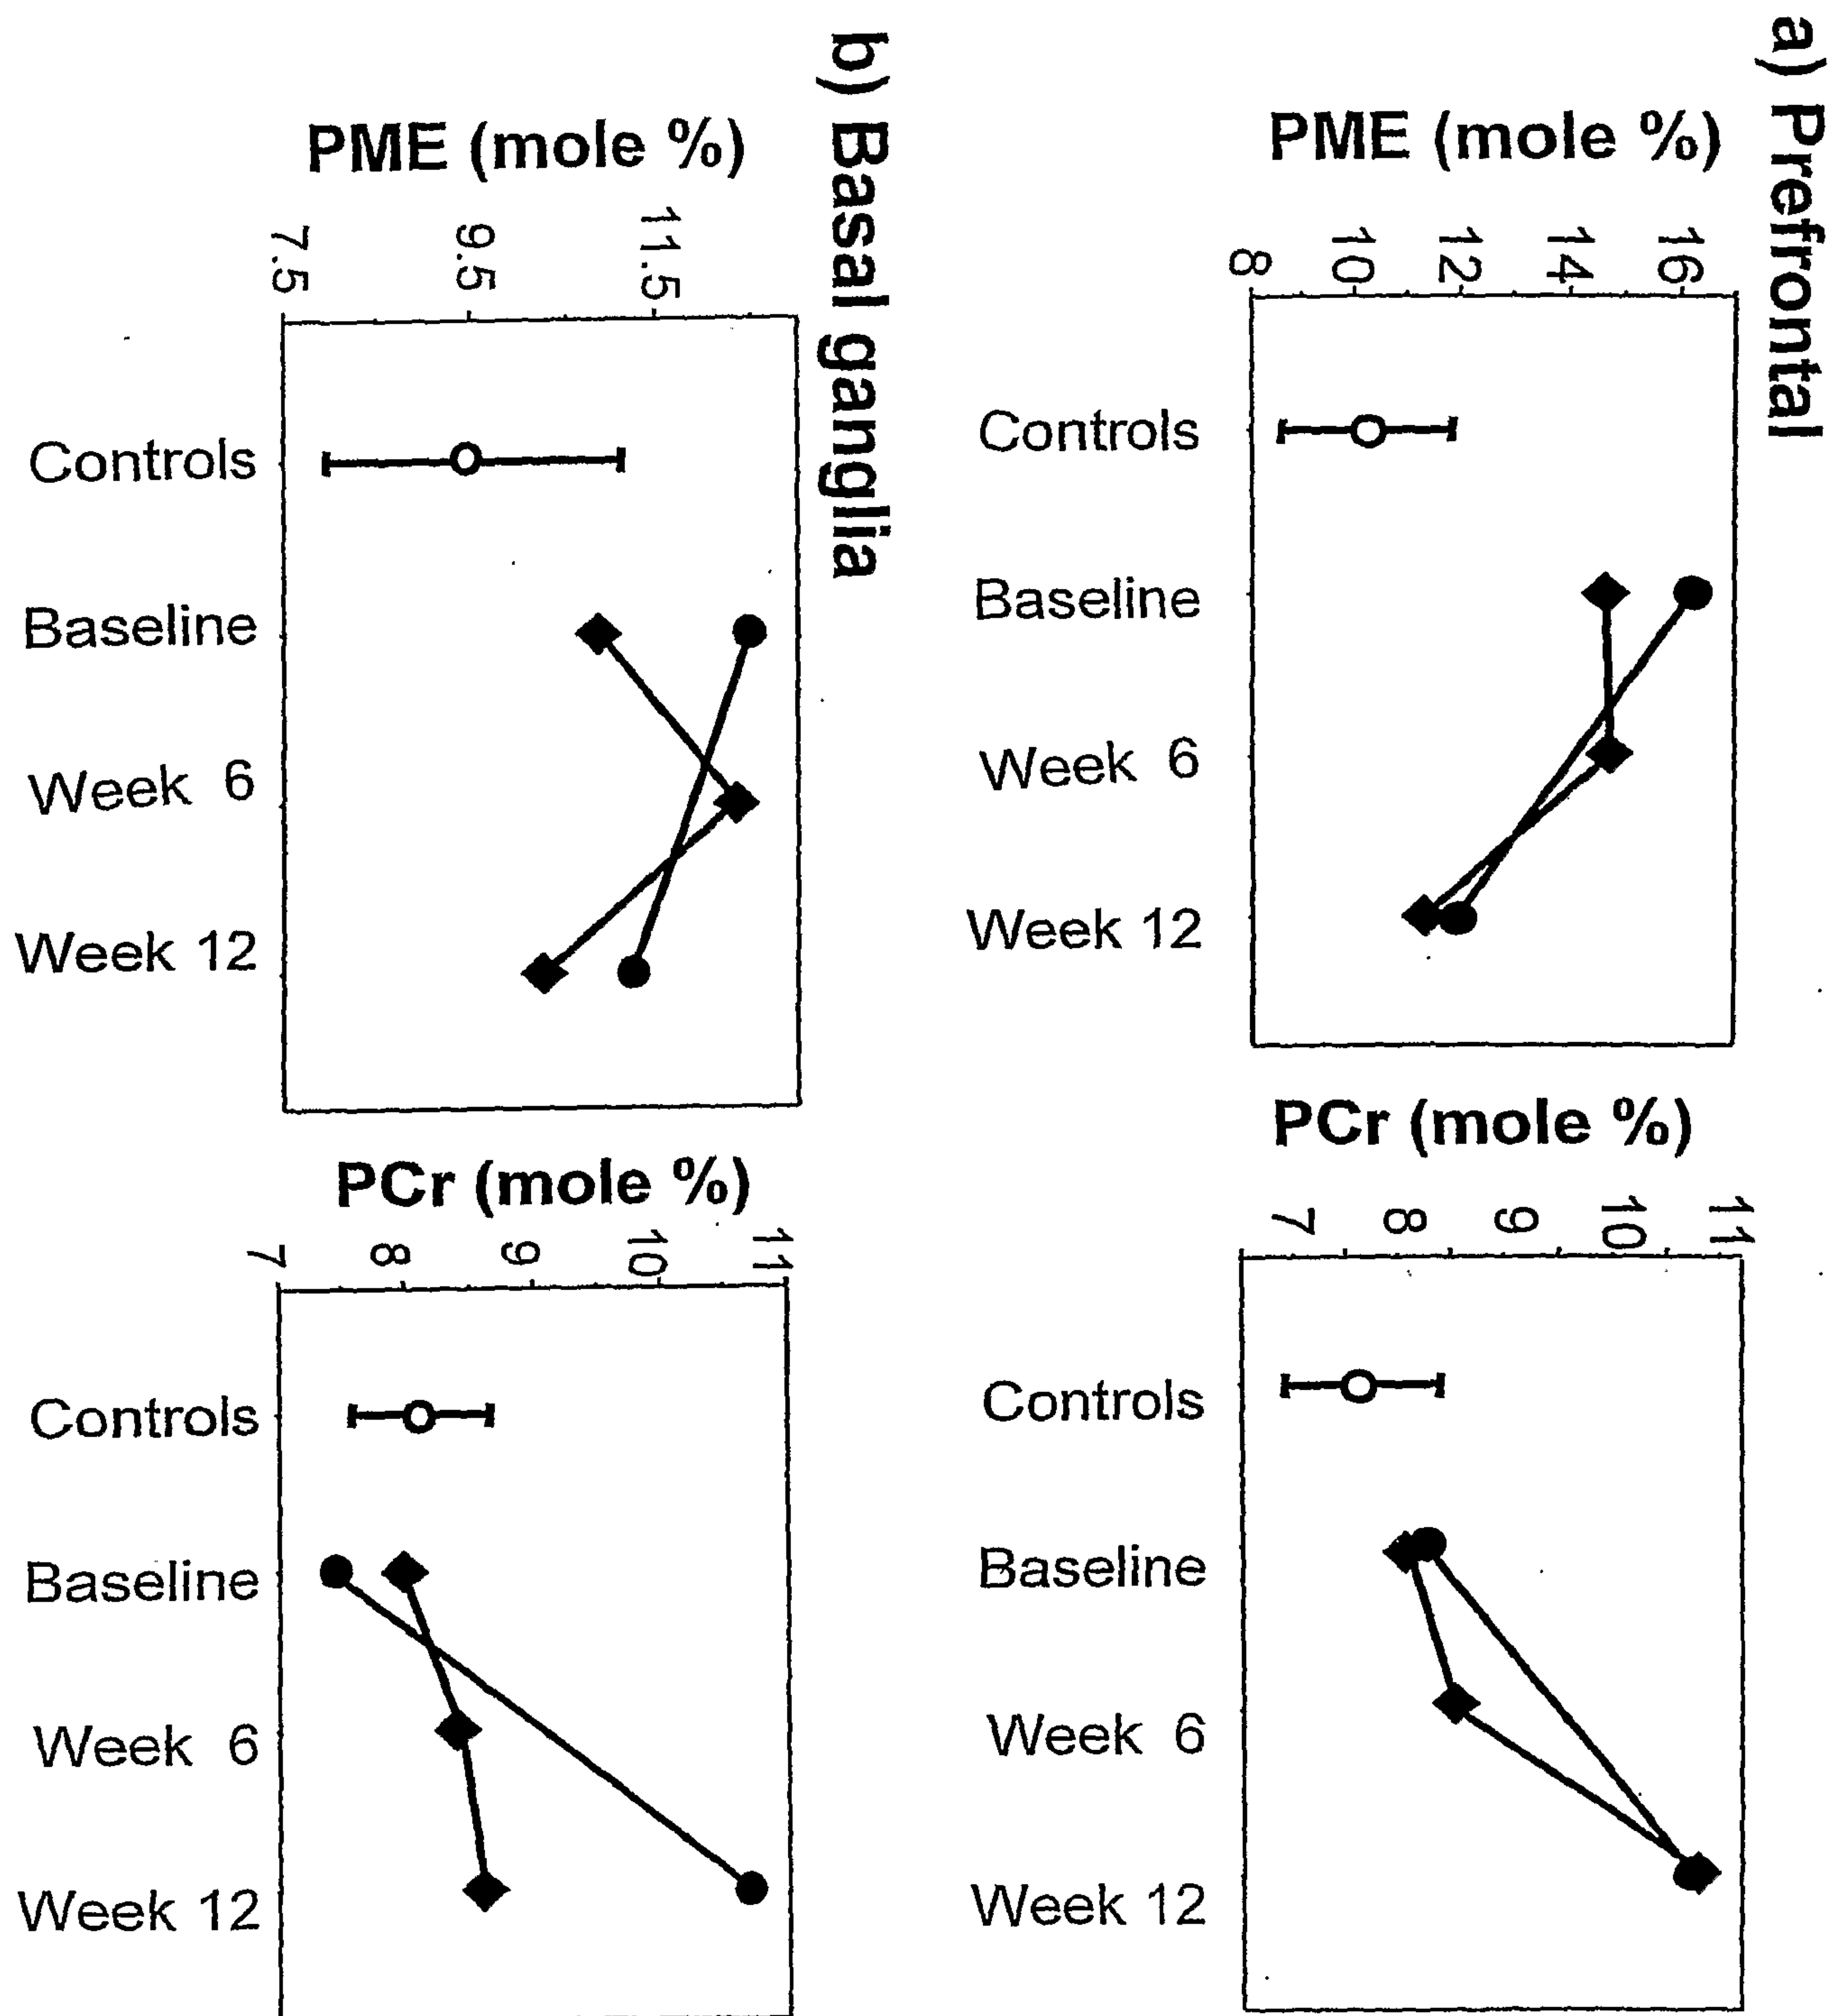 a) Prefrontal
PME (mole %)
16
14
12
10
8
Controls
Baseline
Week 6
Week 12
PCr (mole %)
11
10
9
8
7
Controls
Baseline
Week 6
Week 12
b) Basal ganglia
PME (mole %)
11.5
9.5
7.5
Controls
Baseline
Week 6
Week 12
PCr (mole %)
11
10
9
8
7
Controls
Baseline
Week 6
Week 12